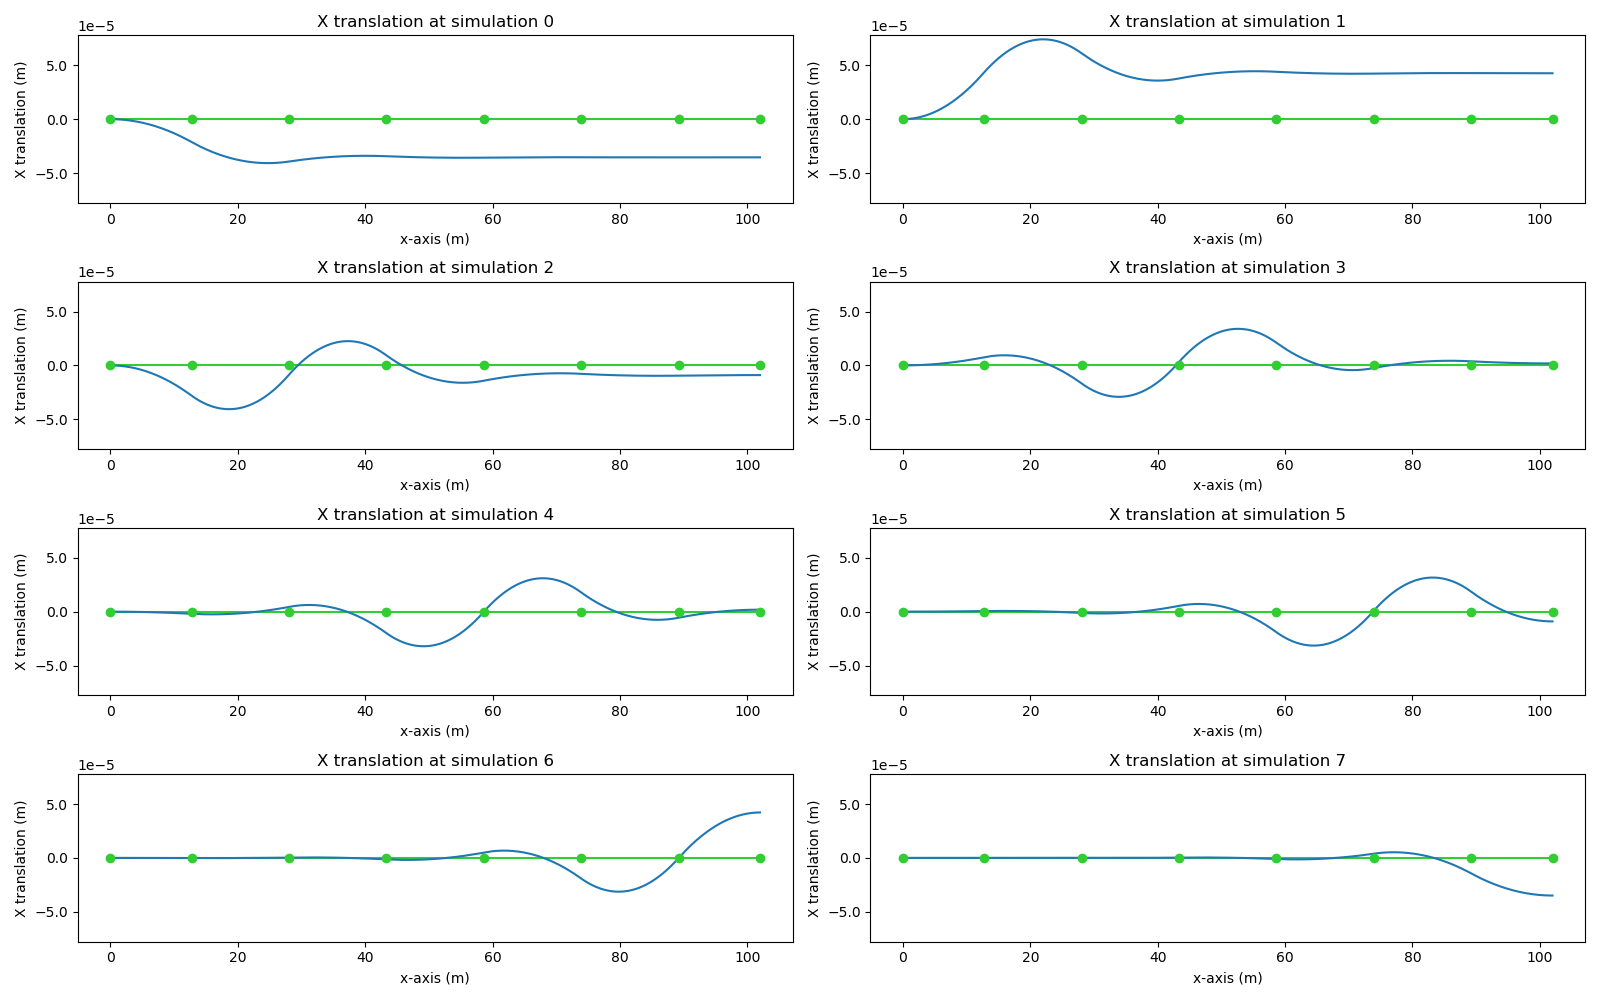 X translation at simulation 0
1e−5
X translation (m)
5.0
0.0
−5.0
0 20 40 60 80 100
x-axis (m)
X translation at simulation 1
1e−5
X translation (m)
5.0
0.0
−5.0
0 20 40 60 80 100
x-axis (m)
X translation at simulation 2
1e−5
X translation (m)
5.0
0.0
−5.0
0 20 40 60 80 100
x-axis (m)
X translation at simulation 3
1e−5
X translation (m)
5.0
0.0
−5.0
0 20 40 60 80 100
x-axis (m)
X translation at simulation 4
1e−5
X translation (m)
5.0
0.0
−5.0
0 20 40 60 80 100
x-axis (m)
X translation at simulation 5
1e−5
X translation (m)
5.0
0.0
−5.0
0 20 40 60 80 100
x-axis (m)
X translation at simulation 6
1e−5
X translation (m)
5.0
0.0
−5.0
0 20 40 60 80 100
x-axis (m)
X translation at simulation 7
1e−5
X translation (m)
5.0
0.0
−5.0
0 20 40 60 80 100
x-axis (m)